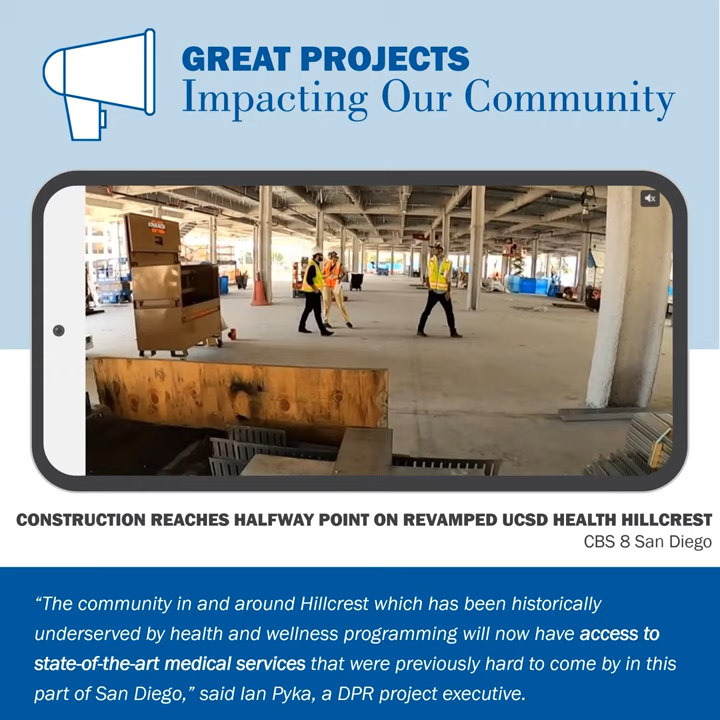 GREAT PROJECTS
Impacting Our Community
CONSTRUCTION REACHES HALFWAY POINT ON REVAMPED UCSD HEALTH HILLCREST
CBS 8 San Diego
“The community in and around Hillcrest which has been historically
underserved by health and wellness programming will now have access to
state-of-the-art medical services that were previously hard to come by in this
part of San Diego,” said Ian Pyka, a DPR project executive.